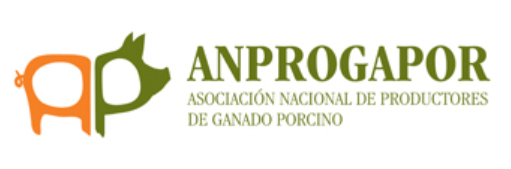 ANPROGAPOR
ASOCIACIÓN NACIONAL DE PRODUCTORES
DE GANADO PORCINO